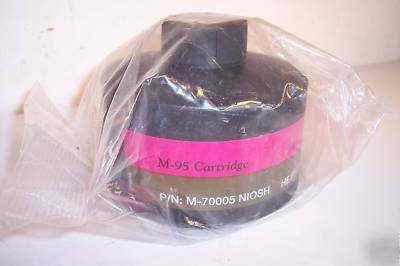 M-95 Cartridge
P/N: M-70005 NIOSH